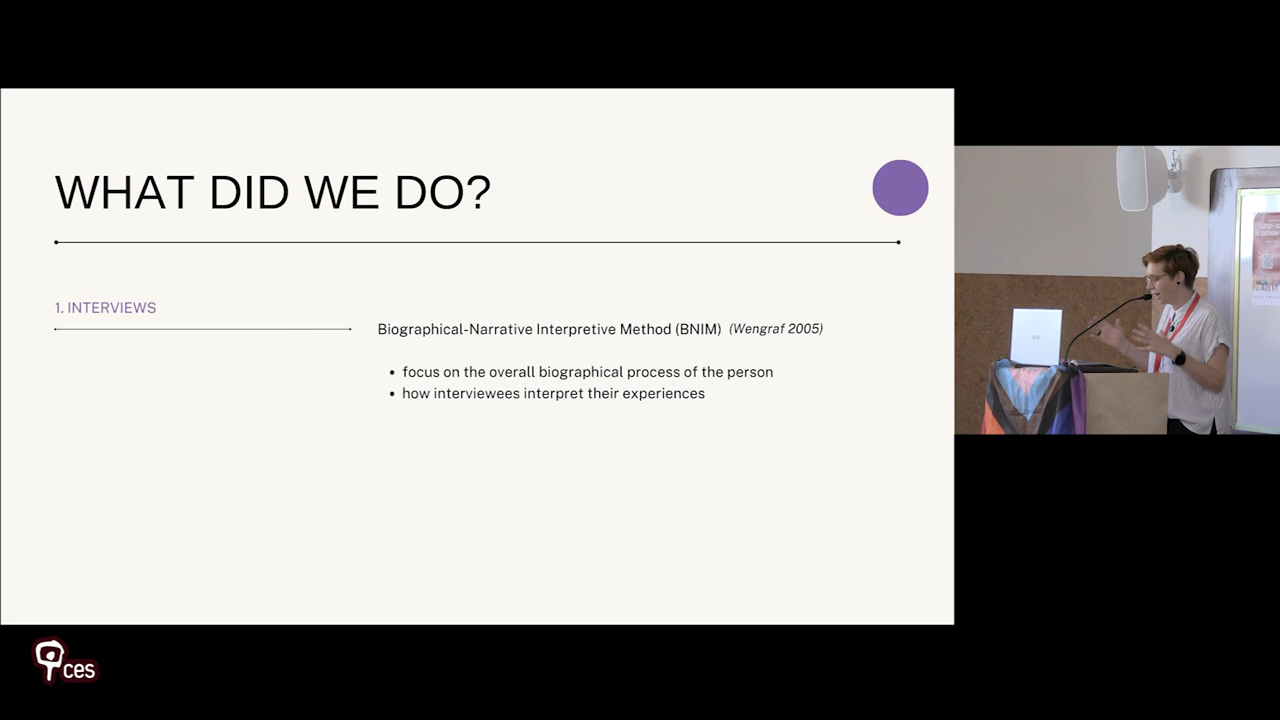 WHAT DID WE DO?
1. INTERVIEWS
Biographical-Narrative Interpretive Method (BNIM) (Wengraf 2005)
• focus on the overall biographical process of the person
• how interviewees interpret their experiences
ces